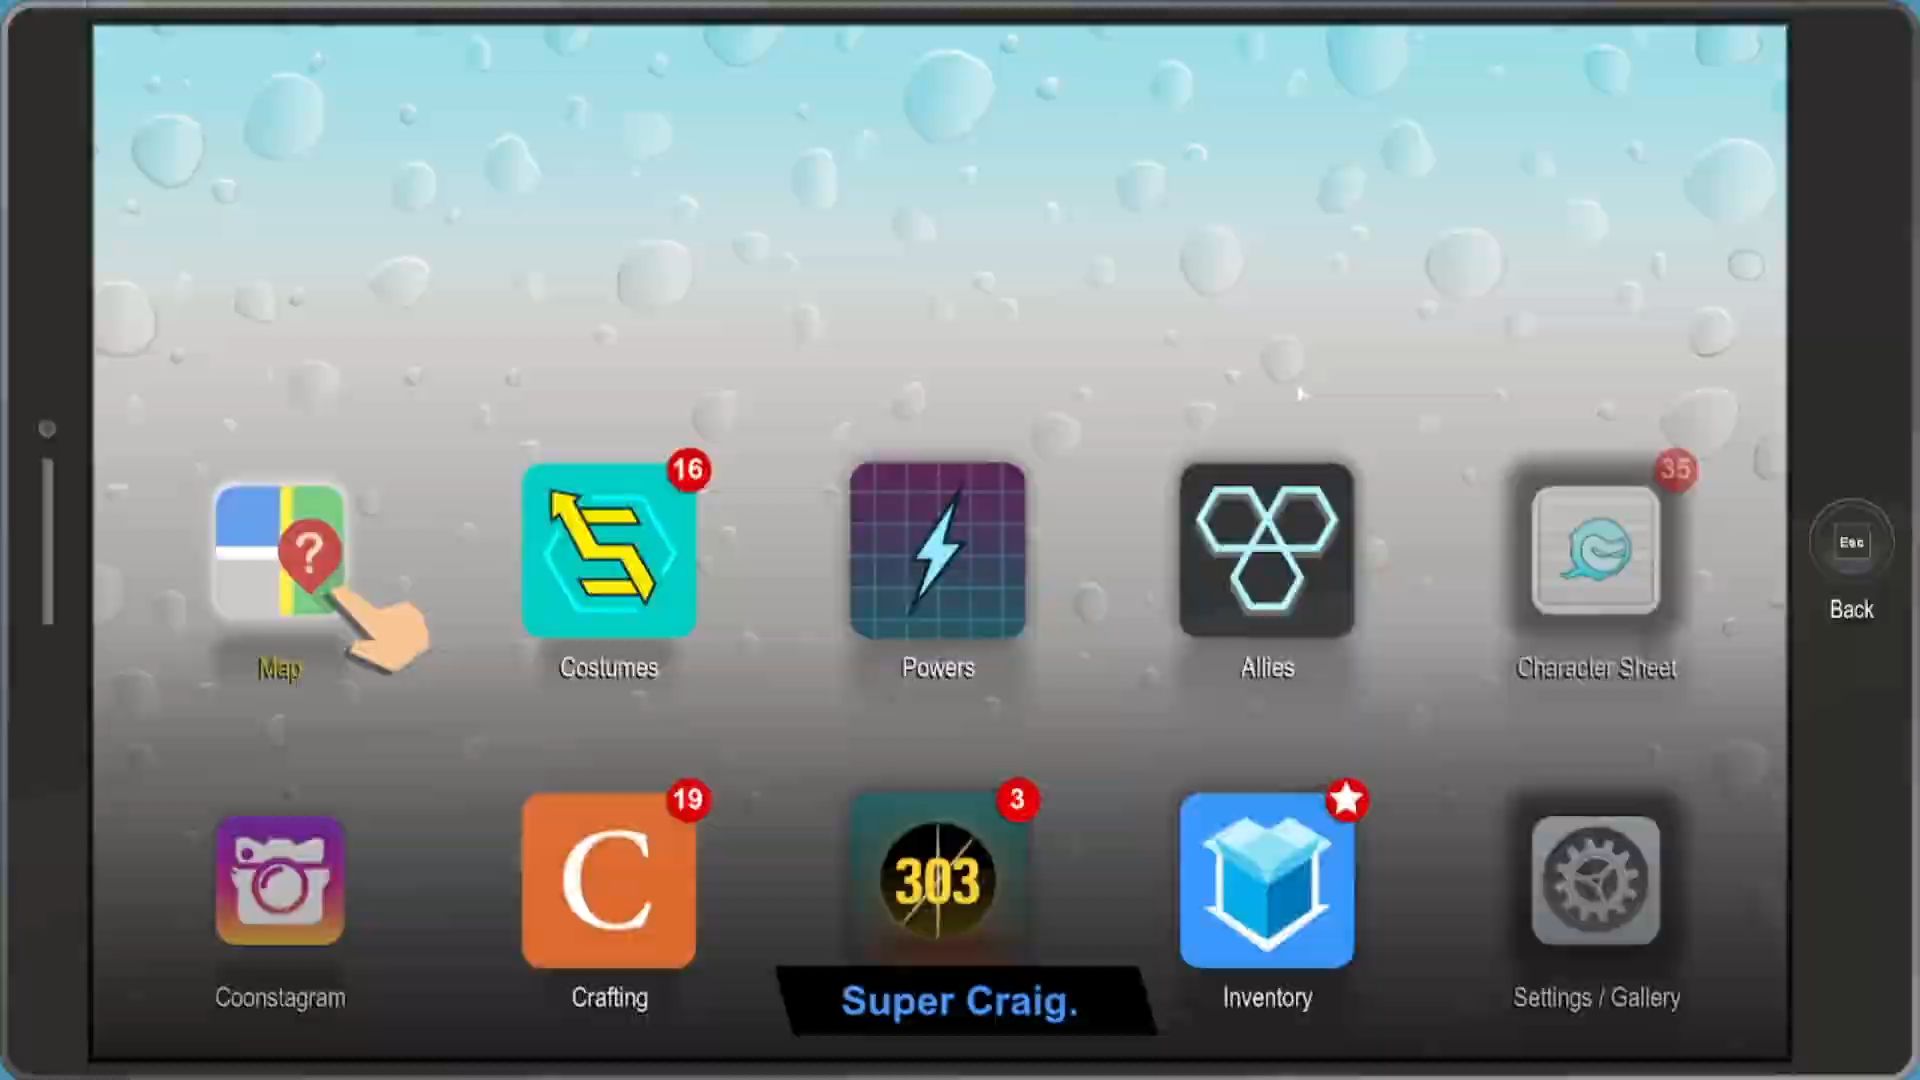 16
35
?
Esc
Map
Costumes
Powers
Allies
Character Sheet
Back
19
3
C
303
Coonstagram
Crafting
Super Craig.
Inventory
Settings / Gallery